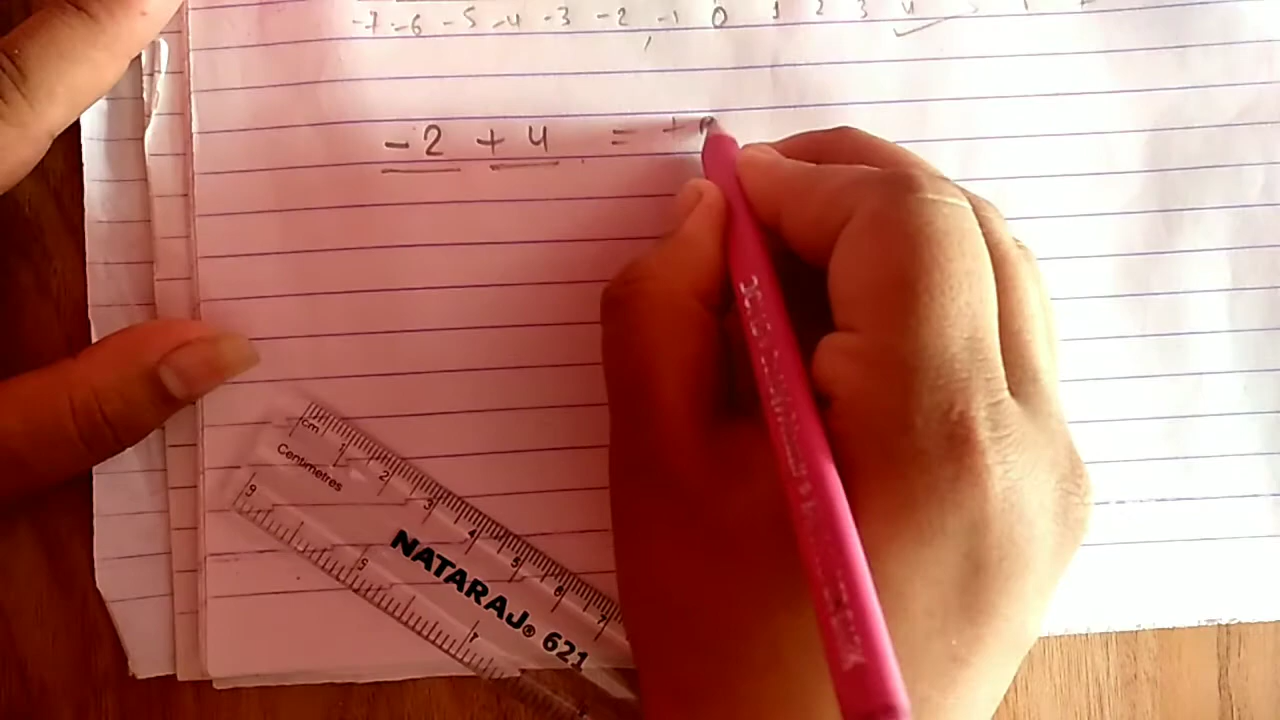 -7 -6 -5 -4 -3 -2 -1 0 1 2 3 4
-2 + 4 = +
cm 1 2 3 4 5 6 7
Centimetres
NATARAJ® 621